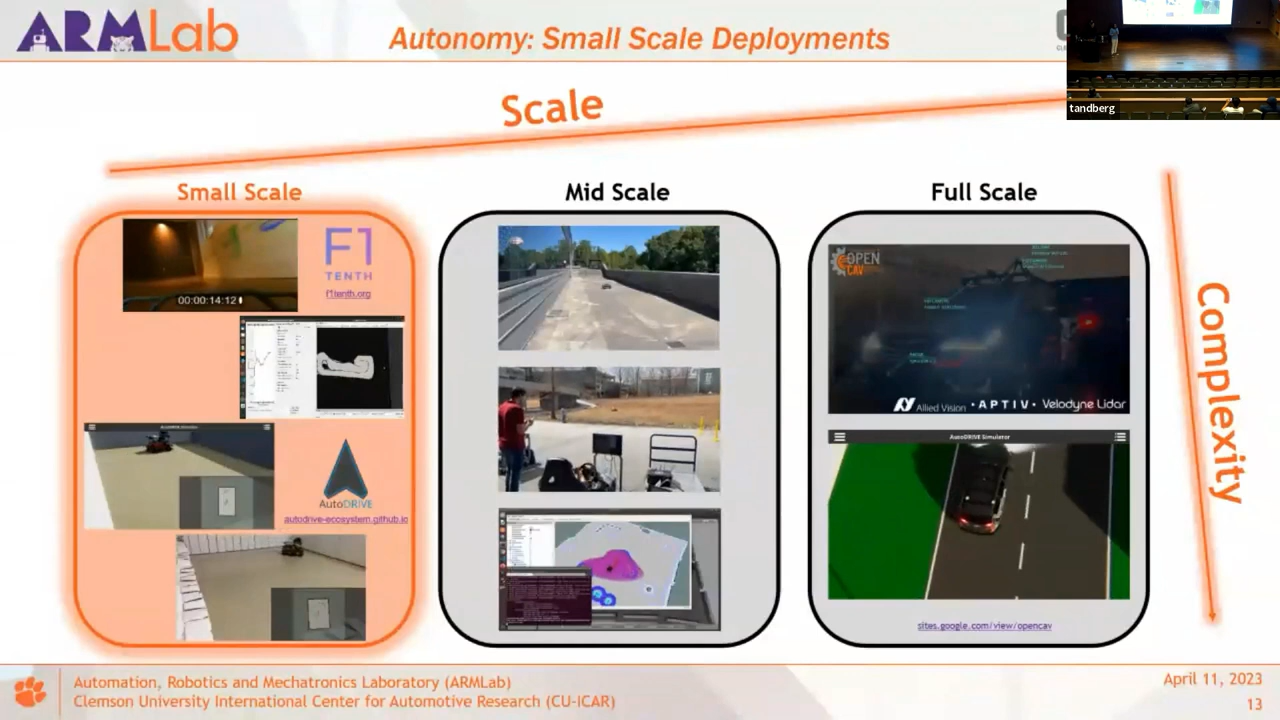 ARMLab
Autonomy: Small Scale Deployments
tandberg
Scale
Small Scale
Mid Scale
Full Scale
F1
TENTH
f1tenth.org
00:00:14:12
OPEN
CAV
Allied Vision • APTIV • Velodyne Lidar
AutoDRIVE Simulator
AutoDRIVE
autodrive-ecosystem.github.io
sites.google.com/view/opencav
Complexity
Automation, Robotics and Mechatronics Laboratory (ARMLab)
Clemson University International Center for Automotive Research (CU-ICAR)
April 11, 2023
13